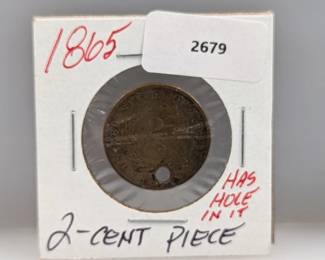 1865
2679
HAS
HOLE
IN IT
2-CENT PIECE